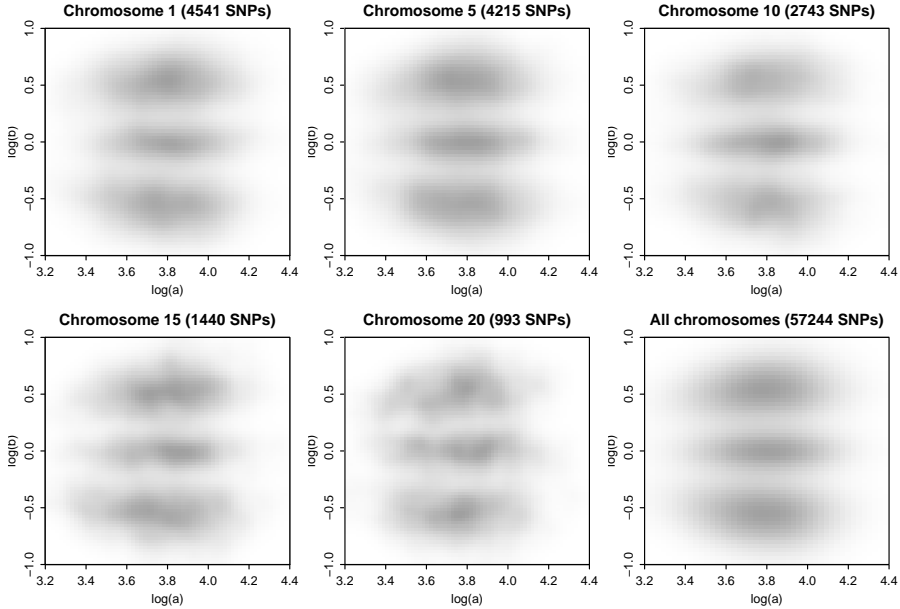 Chromosome 1 (4541 SNPs)
1.0
0.5
0.0
−0.5
−1.0
log(b)
3.2 3.4 3.6 3.8 4.0 4.2 4.4
log(a)
Chromosome 5 (4215 SNPs)
1.0
0.5
0.0
−0.5
−1.0
log(b)
3.2 3.4 3.6 3.8 4.0 4.2 4.4
log(a)
Chromosome 10 (2743 SNPs)
1.0
0.5
0.0
−0.5
−1.0
log(b)
3.2 3.4 3.6 3.8 4.0 4.2 4.4
log(a)
Chromosome 15 (1440 SNPs)
1.0
0.5
0.0
−0.5
−1.0
log(b)
3.2 3.4 3.6 3.8 4.0 4.2 4.4
log(a)
Chromosome 20 (993 SNPs)
1.0
0.5
0.0
−0.5
−1.0
log(b)
3.2 3.4 3.6 3.8 4.0 4.2 4.4
log(a)
All chromosomes (57244 SNPs)
1.0
0.5
0.0
−0.5
−1.0
log(b)
3.2 3.4 3.6 3.8 4.0 4.2 4.4
log(a)